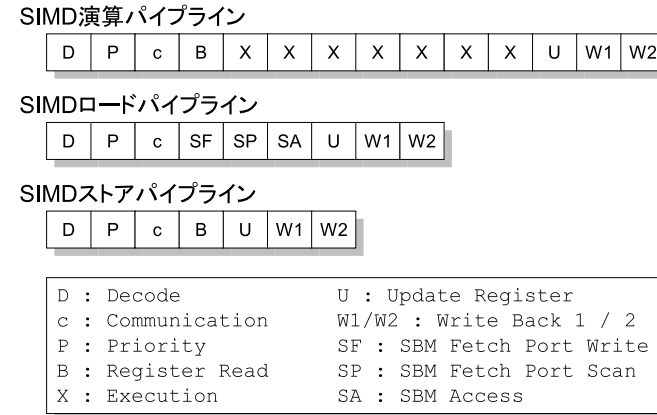 SIMD演算パイプライン
D P c B X X X X X X X U W1 W2
SIMDロードパイプライン
D P c SF SP SA U W1 W2
SIMDストアパイプライン
D P c B U W1 W2
D : Decode U : Update Register
c : Communication W1/W2 : Write Back 1 / 2
P : Priority SF : SBM Fetch Port Write
B : Register Read SP : SBM Fetch Port Scan
X : Execution SA : SBM Access